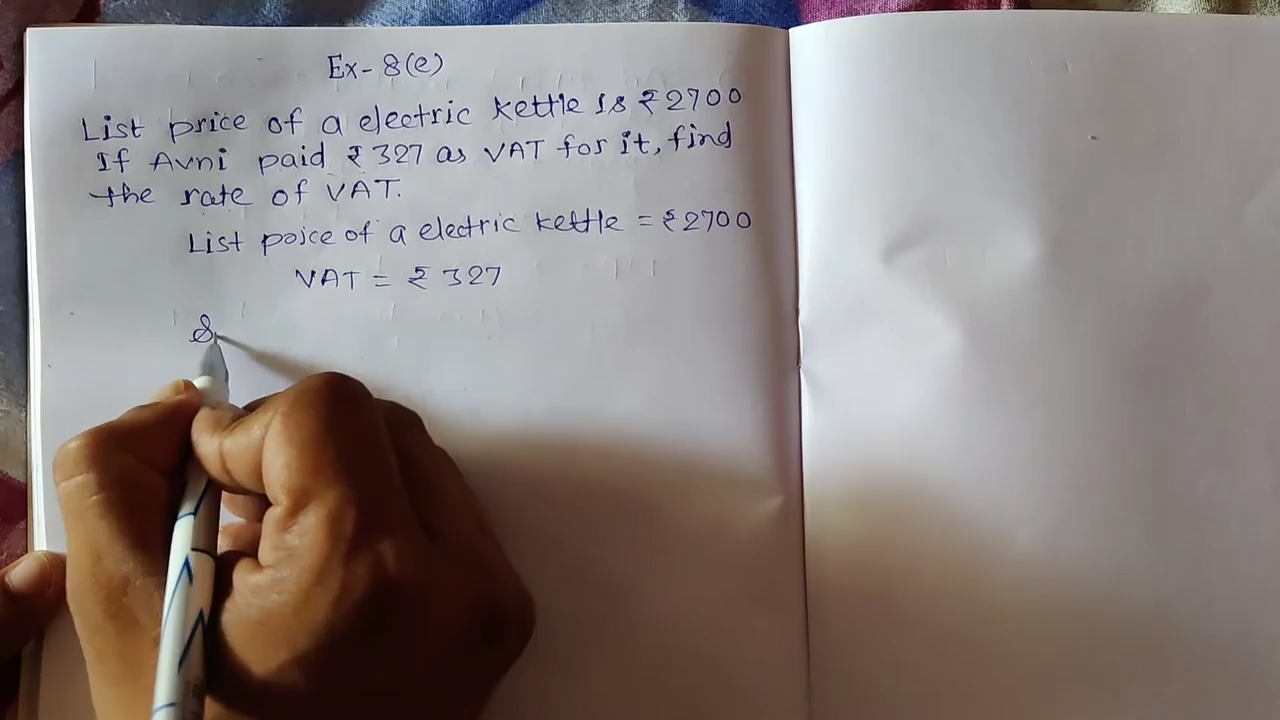 Ex- 8(e)
List price of a electric kettle is ₹2700
If Avni paid ₹327 as VAT for it, find
the rate of VAT.
List poice of a electric kettle = ₹2700
VAT = ₹ 327
S